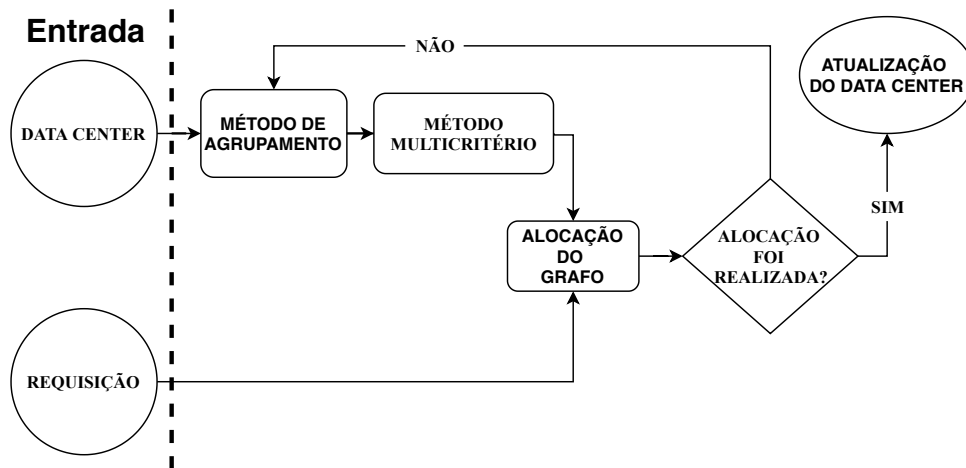 Entrada
NÃO
ATUALIZAÇÃO
DO DATA CENTER
DATA CENTER
MÉTODO DE
AGRUPAMENTO
MÉTODO
MULTICRITÉRIO
SIM
ALOCAÇÃO
DO
GRAFO
ALOCAÇÃO
FOI
REALIZADA?
REQUISIÇÃO